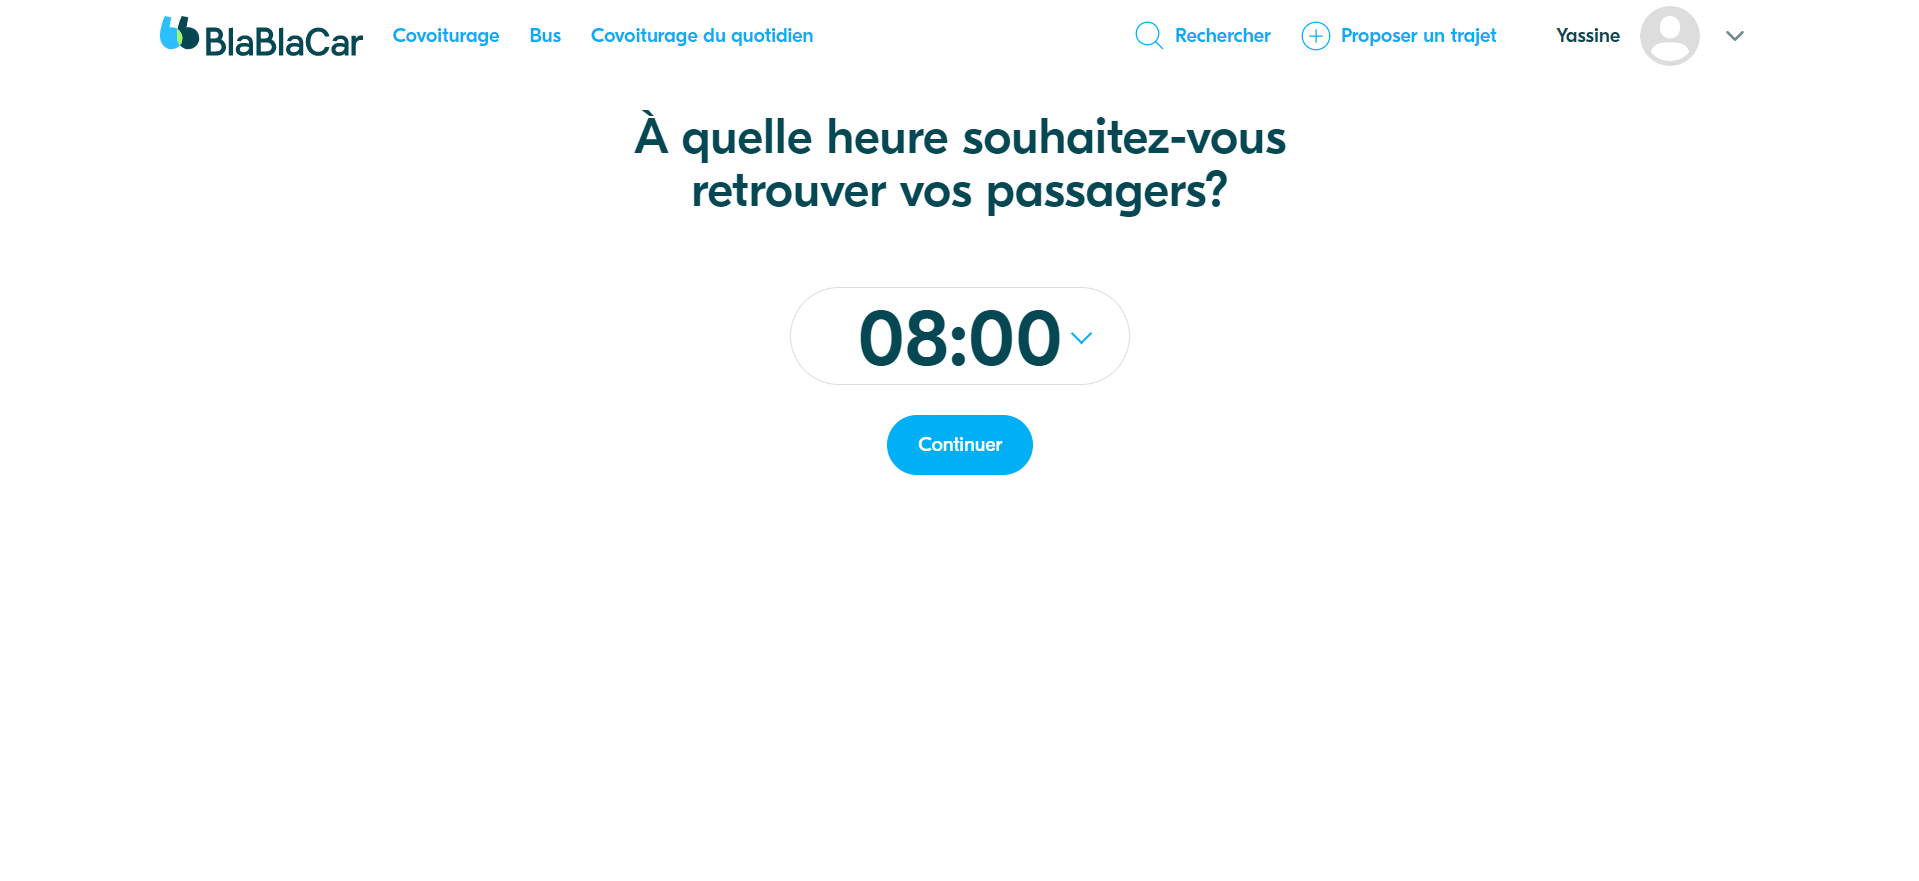 BlaBlaCar
Covoiturage
Bus
Covoiturage du quotidien
Rechercher
Proposer un trajet
Yassine
À quelle heure souhaitez-vous
retrouver vos passagers?
08:00
Continuer